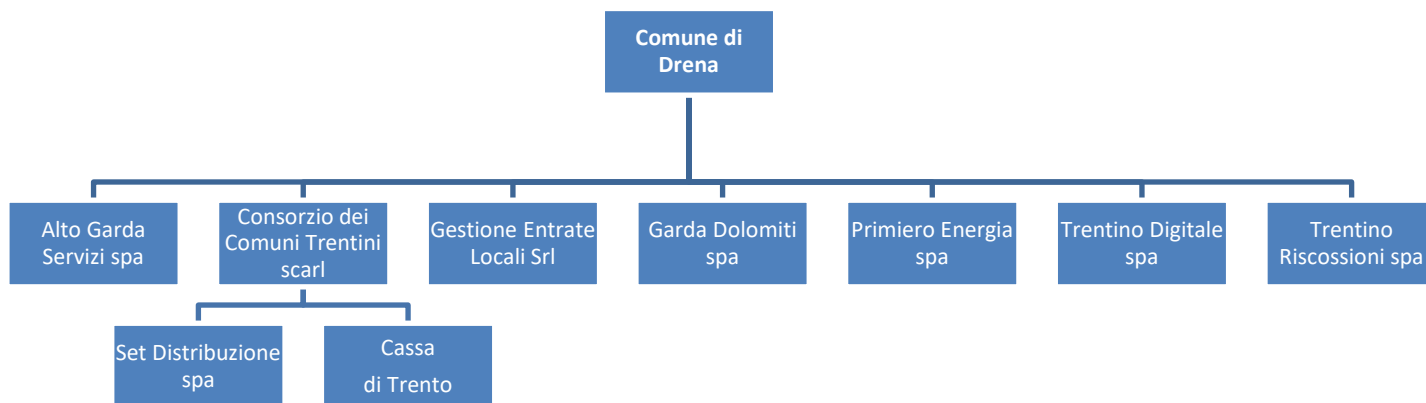 Comune di
Drena
Alto Garda
Servizi spa
Consorzio dei
Comuni Trentini
scarl
Gestione Entrate
Locali Srl
Garda Dolomiti
spa
Primiero Energia
spa
Trentino Digitale
spa
Trentino
Riscossioni spa
Set Distribuzione
spa
Cassa
di Trento